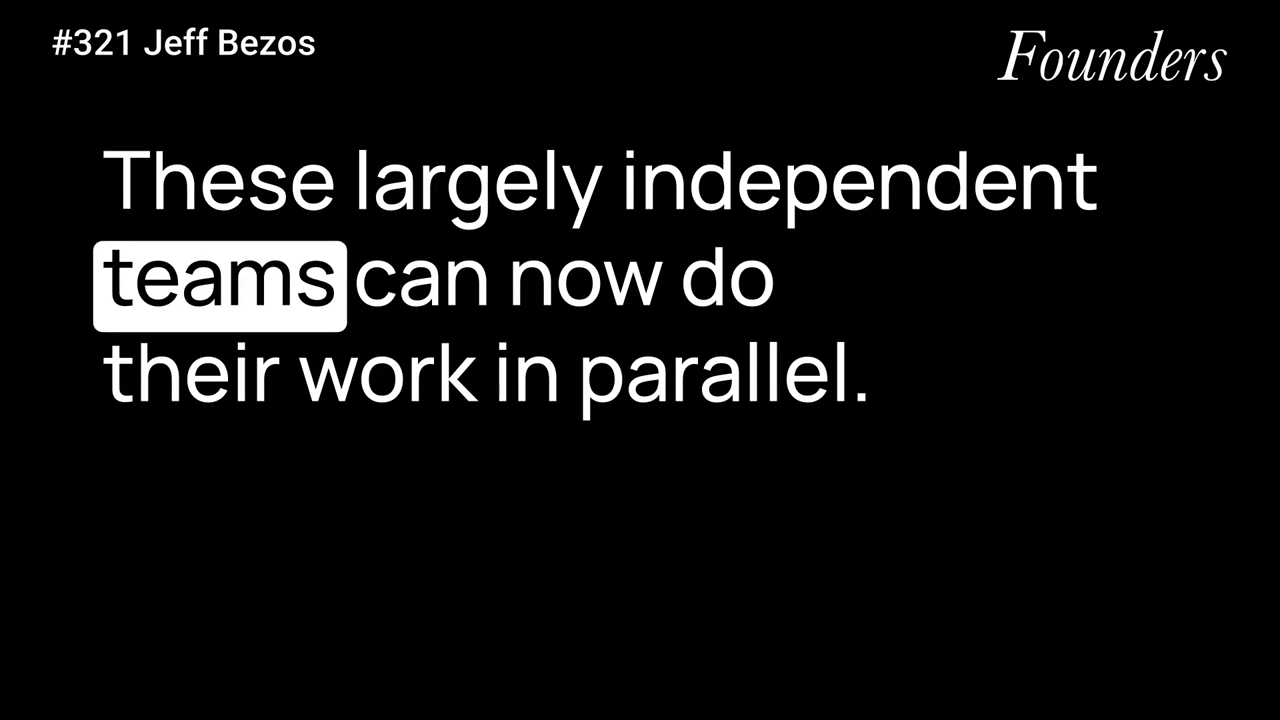 #321 Jeff Bezos
Founders
These largely independent
teams can now do
their work in parallel.